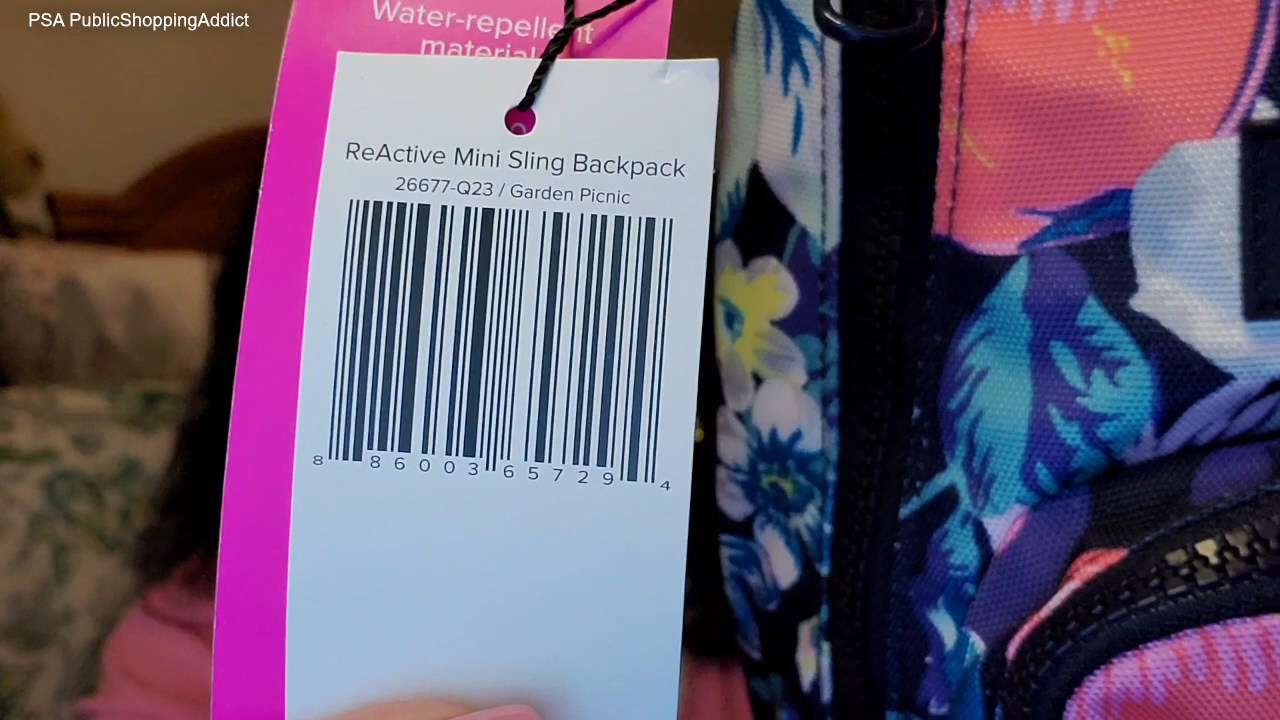 PSA PublicShoppingAddict
Water-repellent
material
ReActive Mini Sling Backpack
26677-Q23 / Garden Picnic
8 86003 65729 4